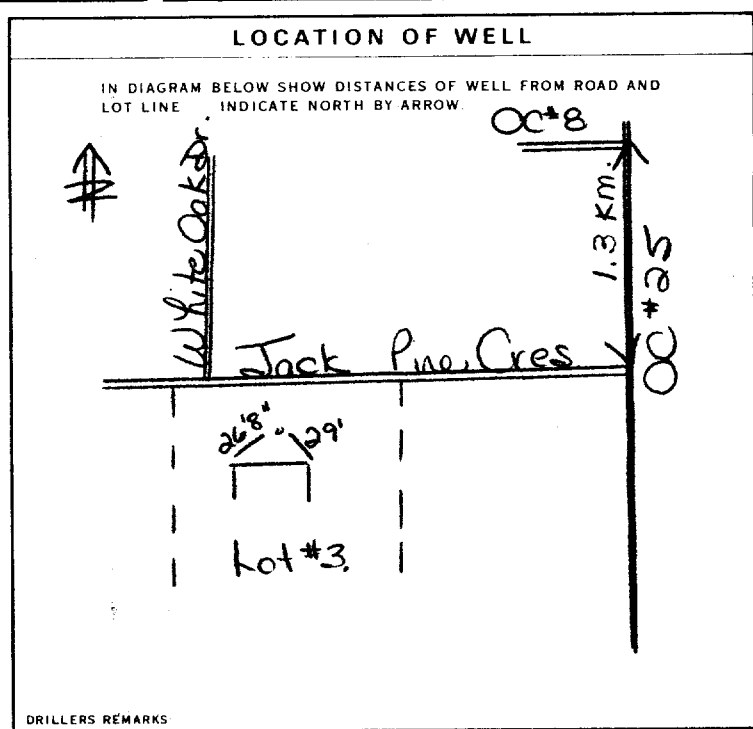 LOCATION OF WELL
IN DIAGRAM BELOW SHOW DISTANCES OF WELL FROM ROAD AND
LOT LINE INDICATE NORTH BY ARROW.
OC#8
N
White Oak Dr.
1.3 km.
OC #25
Jack Pine Cres
26'8"
29'
Lot #3.
DRILLERS REMARKS